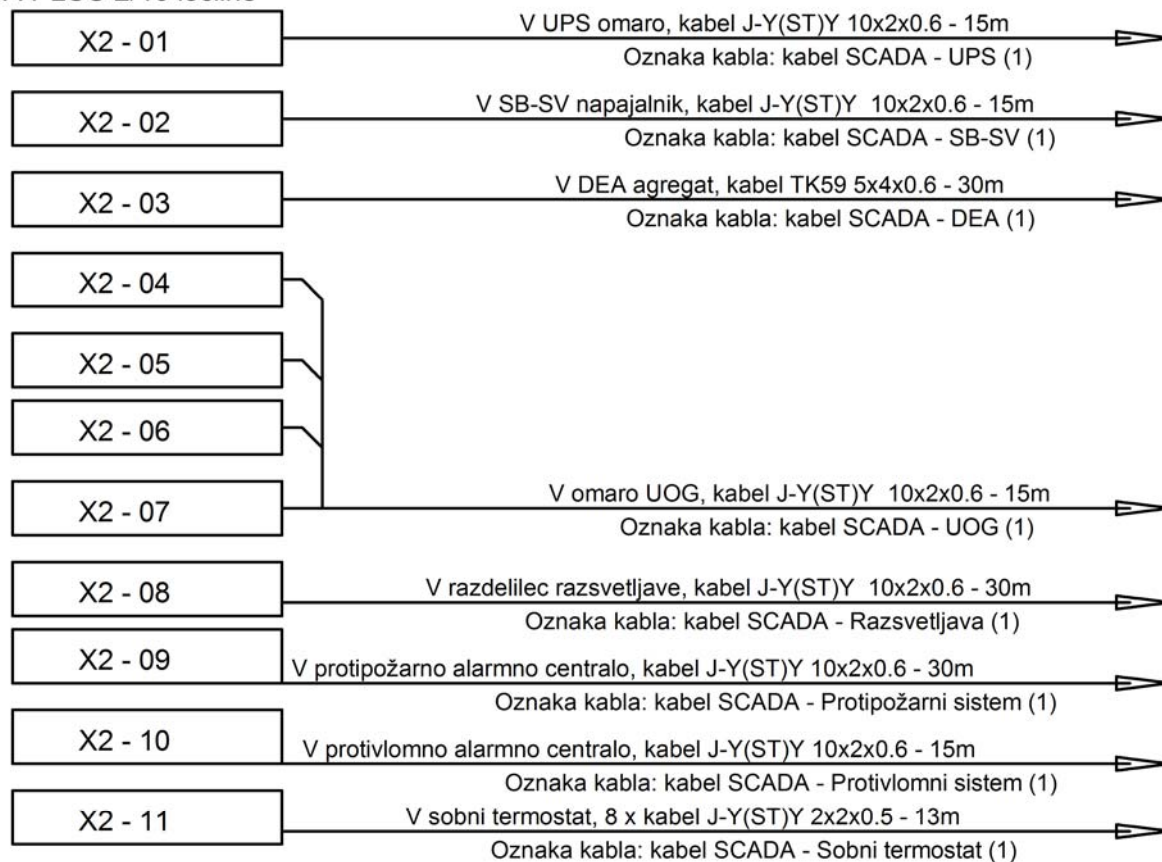 X2 - 01
V UPS omaro, kabel J-Y(ST)Y 10x2x0.6 - 15m
Oznaka kabla: kabel SCADA - UPS (1)
X2 - 02
V SB-SV napajalnik, kabel J-Y(ST)Y 10x2x0.6 - 15m
Oznaka kabla: kabel SCADA - SB-SV (1)
X2 - 03
V DEA agregat, kabel TK59 5x4x0.6 - 30m
Oznaka kabla: kabel SCADA - DEA (1)
X2 - 04
X2 - 05
X2 - 06
X2 - 07
V omaro UOG, kabel J-Y(ST)Y 10x2x0.6 - 15m
Oznaka kabla: kabel SCADA - UOG (1)
X2 - 08
V razdelilec razsvetljave, kabel J-Y(ST)Y 10x2x0.6 - 30m
Oznaka kabla: kabel SCADA - Razsvetljava (1)
X2 - 09
V protipožarno alarmno centralo, kabel J-Y(ST)Y 10x2x0.6 - 30m
Oznaka kabla: kabel SCADA - Protipožarni sistem (1)
X2 - 10
V protivlomno alarmno centralo, kabel J-Y(ST)Y 10x2x0.6 - 15m
Oznaka kabla: kabel SCADA - Protivlomni sistem (1)
X2 - 11
V sobni termostat, 8 x kabel J-Y(ST)Y 2x2x0.5 - 13m
Oznaka kabla: kabel SCADA - Sobni termostat (1)